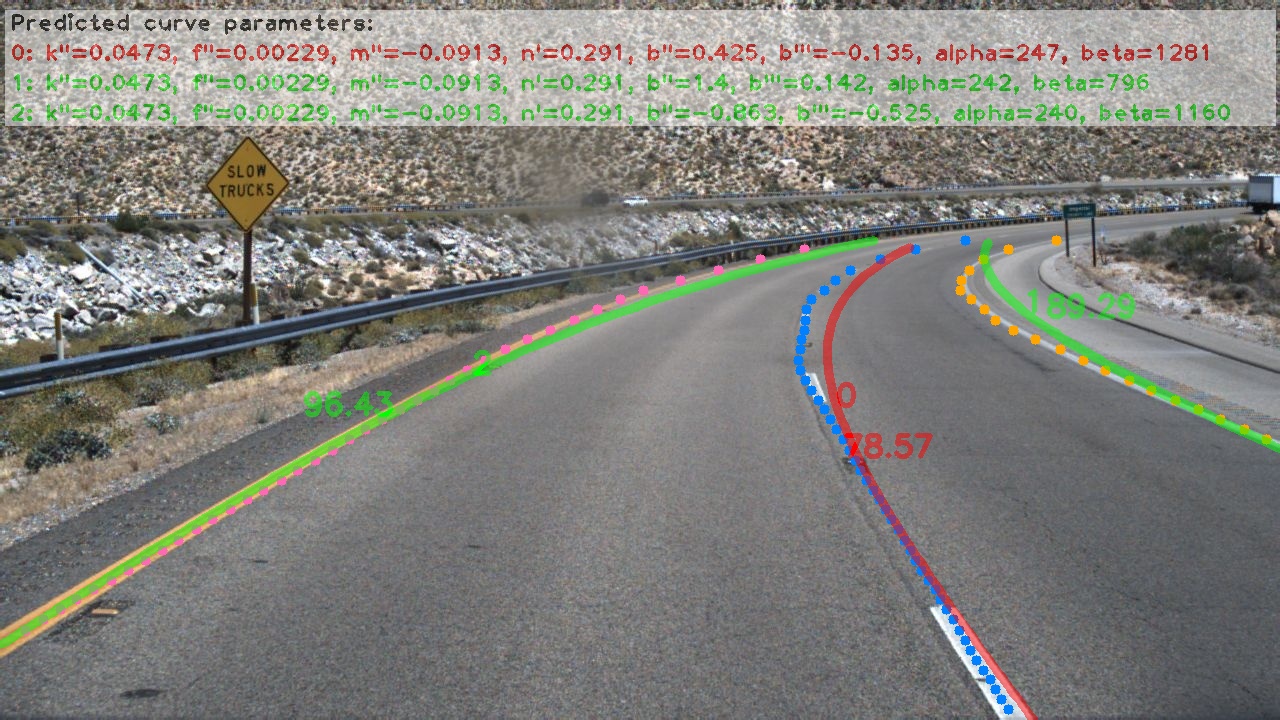 Predicted curve parameters:
0: k"=0.0473, f"=0.00229, m"=-0.0913, n'=0.291, b"=0.425, b'''=-0.135, alpha=247, beta=1281
1: k"=0.0473, f"=0.00229, m"=-0.0913, n'=0.291, b"=1.4, b'''=0.142, alpha=242, beta=796
2: k"=0.0473, f"=0.00229, m"=-0.0913, n'=0.291, b"=-0.863, b'''=-0.525, alpha=240, beta=1160
SLOW
TRUCKS
189.29
2
96.43
0
78.57